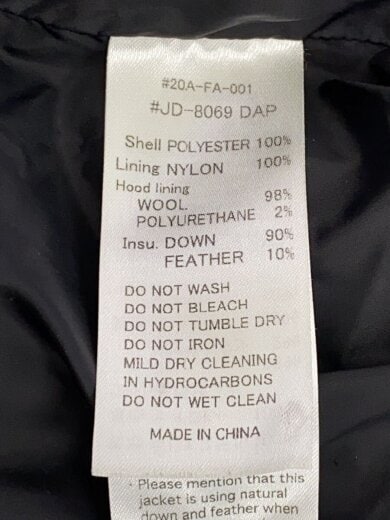 #20A-FA-001
#JD-8069 DAP
Shell POLYESTER 100%
Lining NYLON 100%
Hood lining
WOOL 98%
POLYURETHANE 2%
Insu. DOWN 90%
FEATHER 10%
DO NOT WASH
DO NOT BLEACH
DO NOT TUMBLE DRY
DO NOT IRON
MILD DRY CLEANING
IN HYDROCARBONS
DO NOT WET CLEAN
MADE IN CHINA
Please mention that this
jacket is using natural
down and feather when